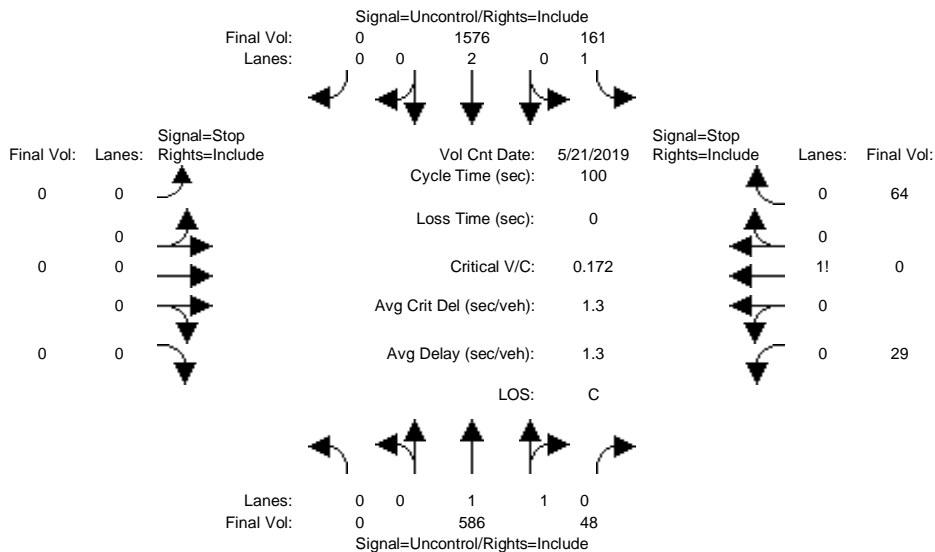 Signal=Uncontrol/Rights=Include
Final Vol: 0 1576 161
Lanes: 0 0 2 0 1
Signal=Stop Signal=Stop
Final Vol: Lanes: Rights=Include Vol Cnt Date: 5/21/2019 Rights=Include Lanes: Final Vol:
Cycle Time (sec): 100
0 0 0 64
Loss Time (sec): 0
0 0
0 0 Critical V/C: 0.172 1! 0
0 Avg Crit Del (sec/veh): 1.3 0
0 0 Avg Delay (sec/veh): 1.3 0 29
LOS: C
Lanes: 0 0 1 1 0
Final Vol: 0 586 48
Signal=Uncontrol/Rights=Include